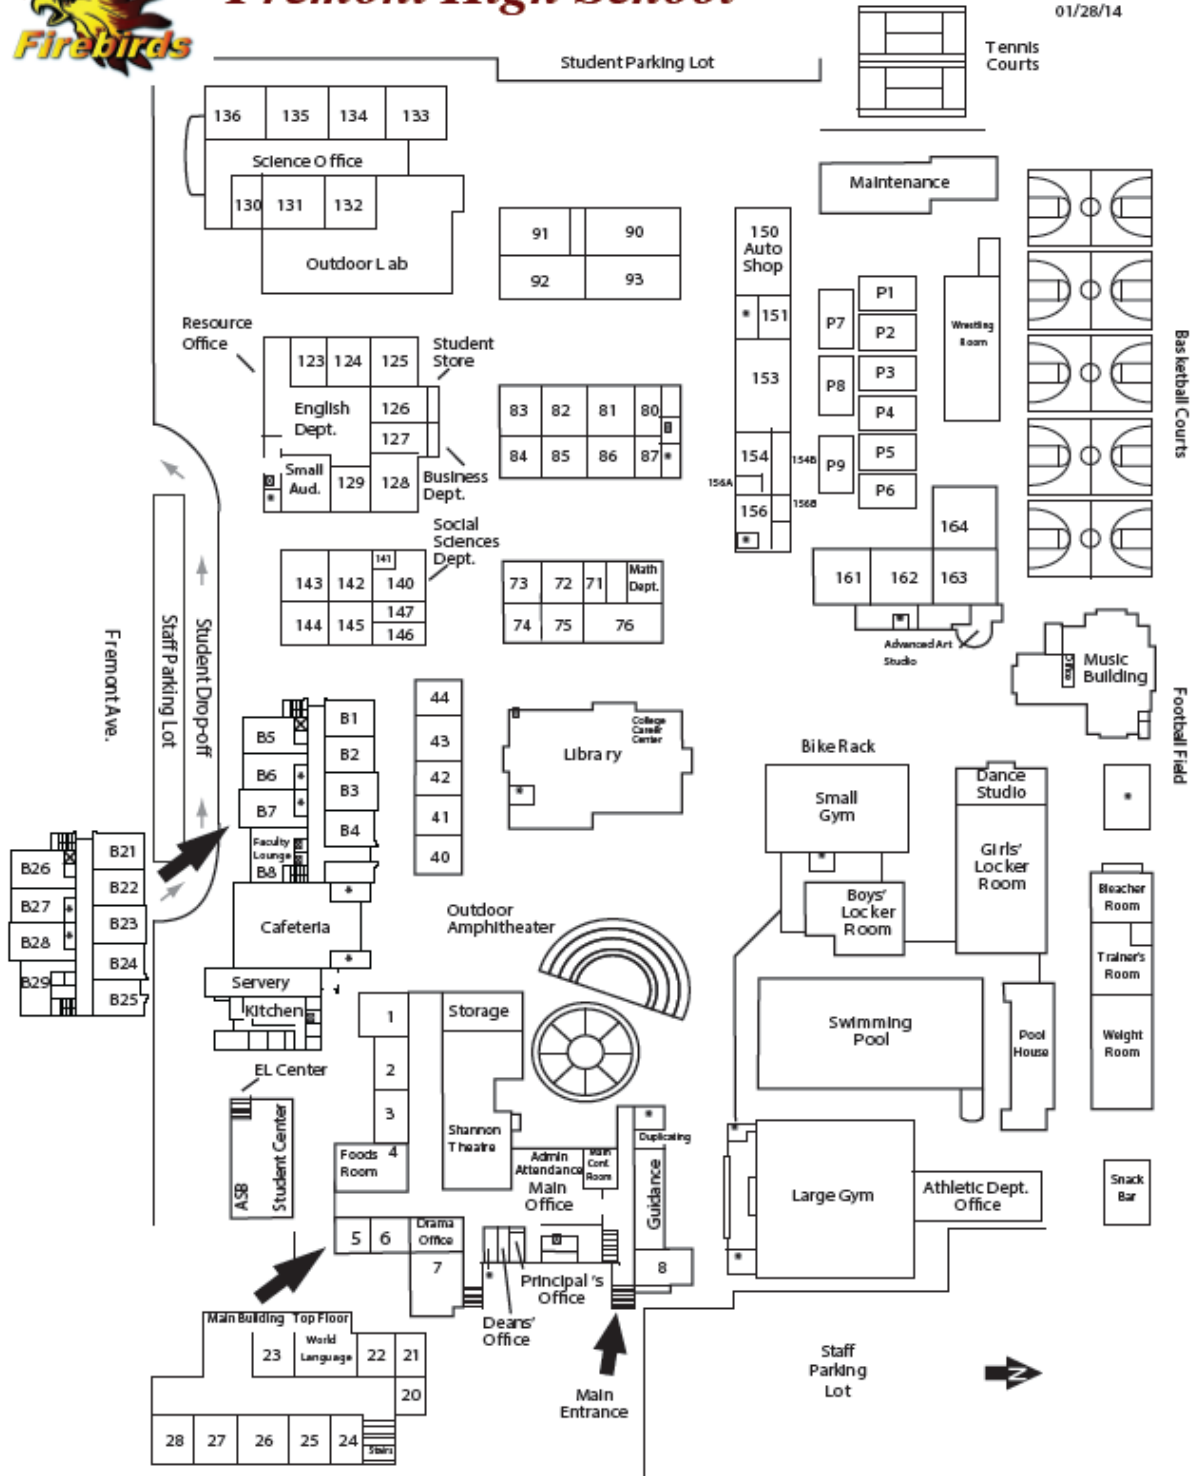 Fremont High School
Firebirds
01/28/14
Student Parking Lot
Tennis
Courts
136
135
134
133
Science Office
130
131
132
Outdoor Lab
Maintenance
91
90
92
93
150
Auto
Shop
151
153
154
154B
156A
156
156B
P1
P2
P3
P4
P5
P6
P7
P8
P9
Wrestling
Room
Basketball Courts
Resource
Office
Student
Store
123
124
125
English
Dept.
126
127
Small
Aud.
129
128
Business
Dept.
83
82
81
80
84
85
86
87
Social
Sciences
Dept.
141
143
142
140
147
144
145
146
73
72
71
Math
Dept.
74
75
76
164
161
162
163
Advanced Art
Studio
Office
Music
Building
Football Field
Fremont Ave.
Staff Parking Lot
Student Drop-off
B1
B5
B2
B6
B3
B7
B4
Faculty
Lounge
B8
44
43
42
41
40
Library
College
Career
Center
Bike Rack
Small
Gym
Dance
Studio
Girls'
Locker
Room
Boys'
Locker
Room
B21
B26
B22
B27
B23
B28
B24
B29
B25
Cafeteria
Servery
Kitchen
Outdoor
Amphitheater
Bleacher
Room
Trainer's
Room
Weight
Room
Swimming
Pool
Pool
House
1
2
3
4
Foods
Room
Storage
Shannon
Theatre
EL Center
ASB
Student Center
Duplicating
Admin
Attendance
Main
Office
Main
Conf.
Room
Guidance
Large Gym
Athletic Dept.
Office
Snack
Bar
5
6
Drama
Office
7
8
Principal's
Office
Deans'
Office
Main
Entrance
Staff
Parking
Lot
N
Main Building Top Floor
23
World
Language
22
21
20
28
27
26
25
24
Stairs